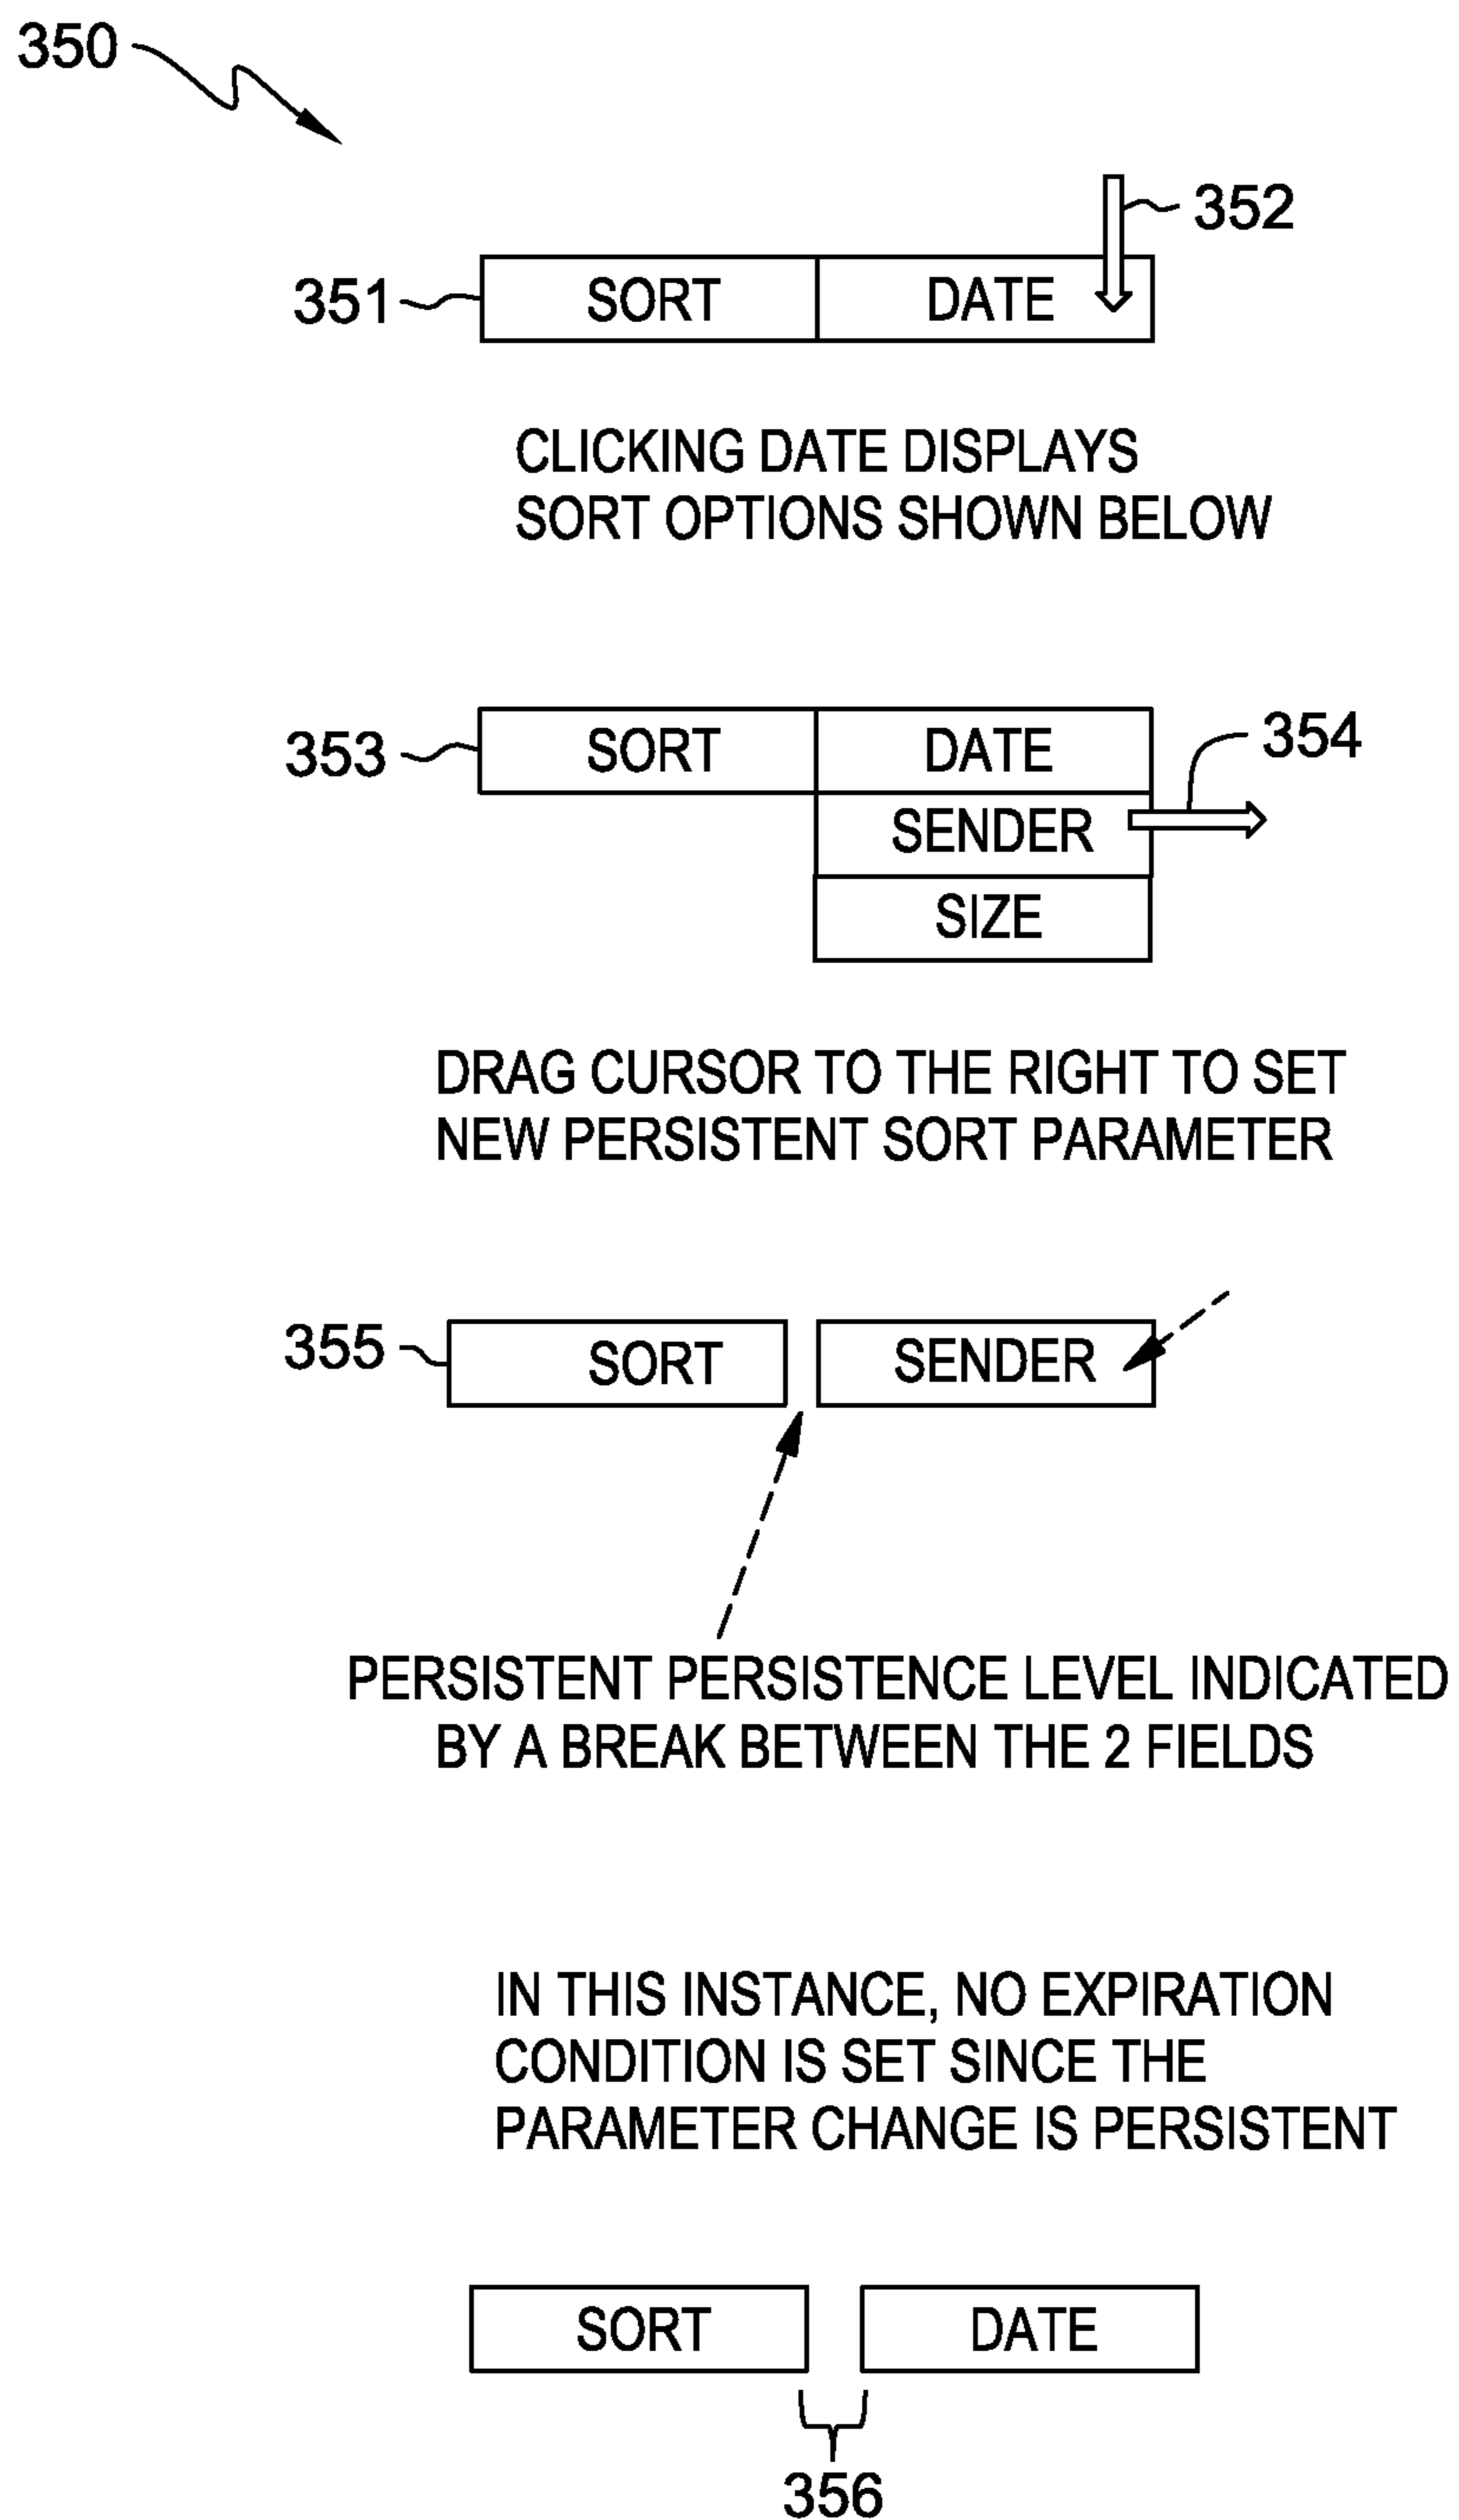 350
352
351
SORT DATE
CLICKING DATE DISPLAYS
SORT OPTIONS SHOWN BELOW
353
SORT DATE
354
SENDER
SIZE
DRAG CURSOR TO THE RIGHT TO SET
NEW PERSISTENT SORT PARAMETER
355
SORT SENDER
PERSISTENT PERSISTENCE LEVEL INDICATED
BY A BREAK BETWEEN THE 2 FIELDS
IN THIS INSTANCE, NO EXPIRATION
CONDITION IS SET SINCE THE
PARAMETER CHANGE IS PERSISTENT
SORT DATE
356